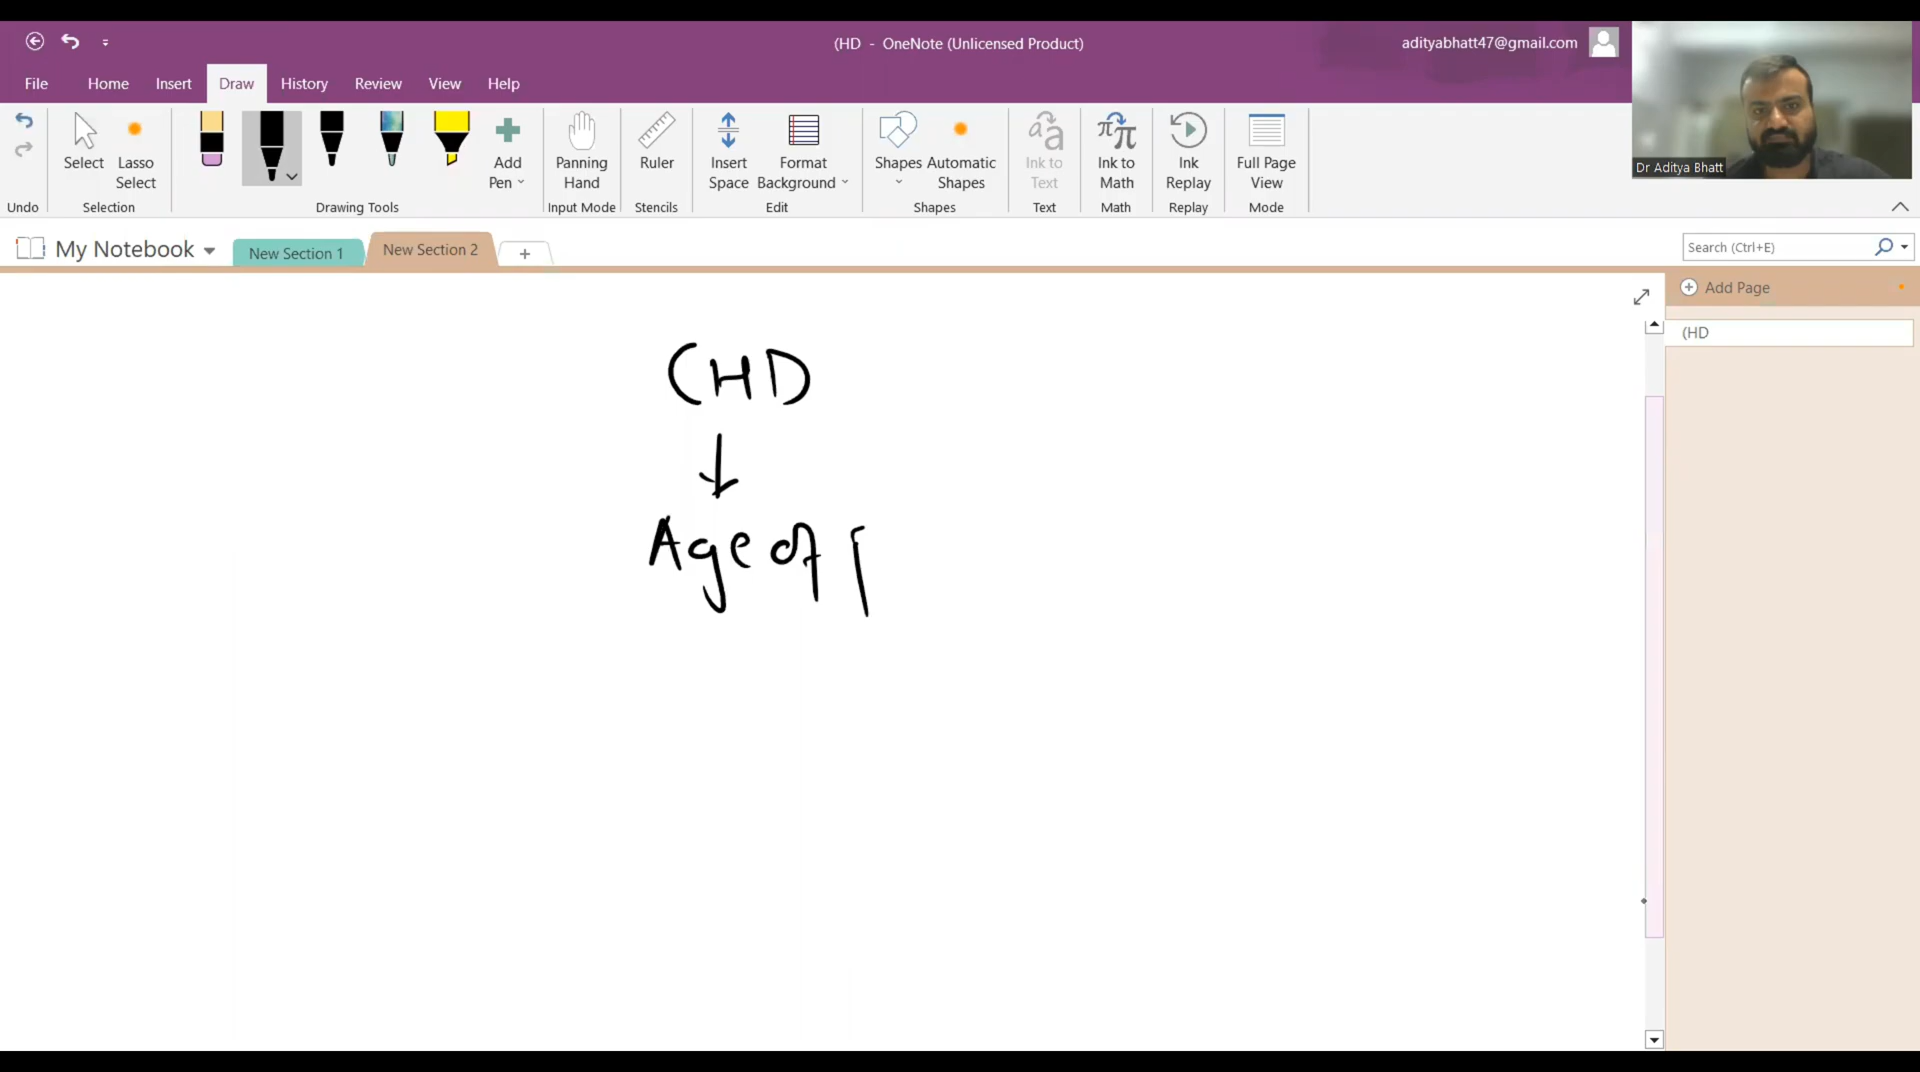 (HD - OneNote (Unlicensed Product)
adityabhatt47@gmail.com
File Home Insert Draw History Review View Help
Select
Lasso Select
Add Pen
Panning Hand
Ruler
Insert Space
Format Background
Shapes
Automatic Shapes
Ink to Text
Ink to Math
Ink Replay
Full Page View
Dr Aditya Bhatt
Undo Selection Drawing Tools Input Mode Stencils Edit Shapes Text Math Replay Mode
My Notebook New Section 1 New Section 2 +
Search (Ctrl+E)
Add Page
(HD
CHD
Age of